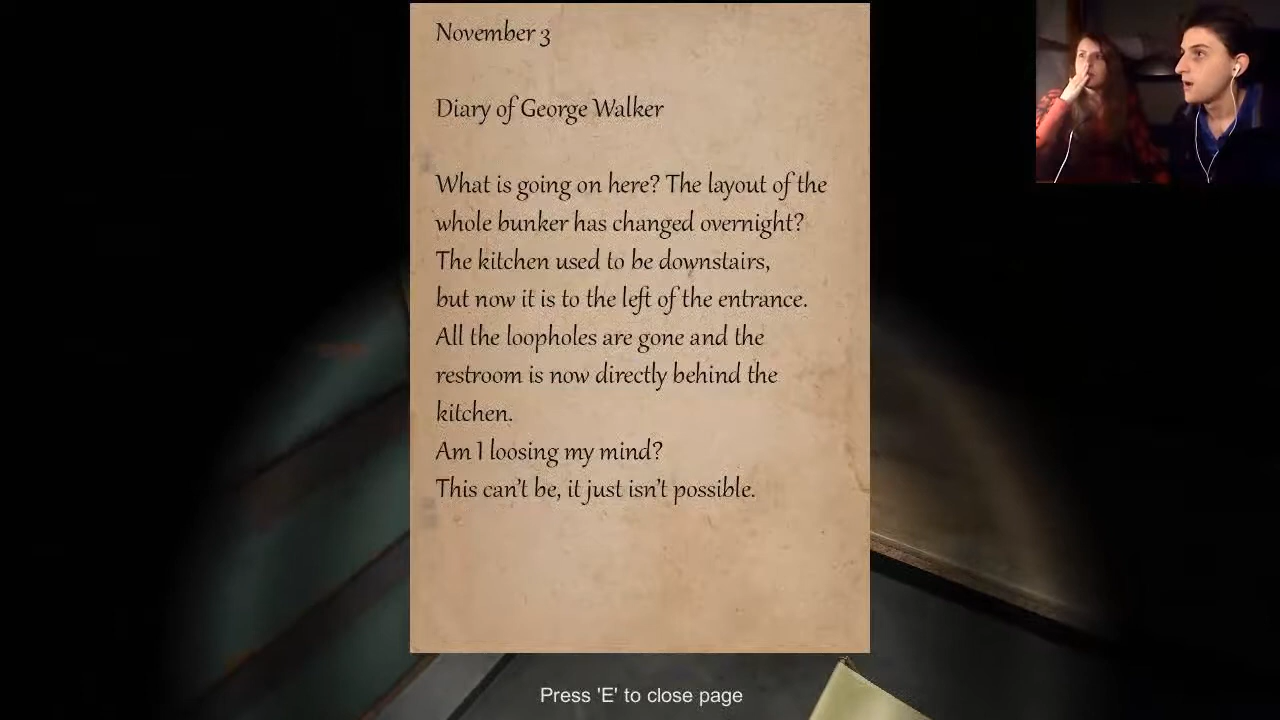 November 3
Diary of George Walker
What is going on here? The layout of the
whole bunker has changed overnight?
The kitchen used to be downstairs,
but now it is to the left of the entrance.
All the loopholes are gone and the
restroom is now directly behind the
kitchen.
Am I loosing my mind?
This can't be, it just isn't possible.
Press 'E' to close page